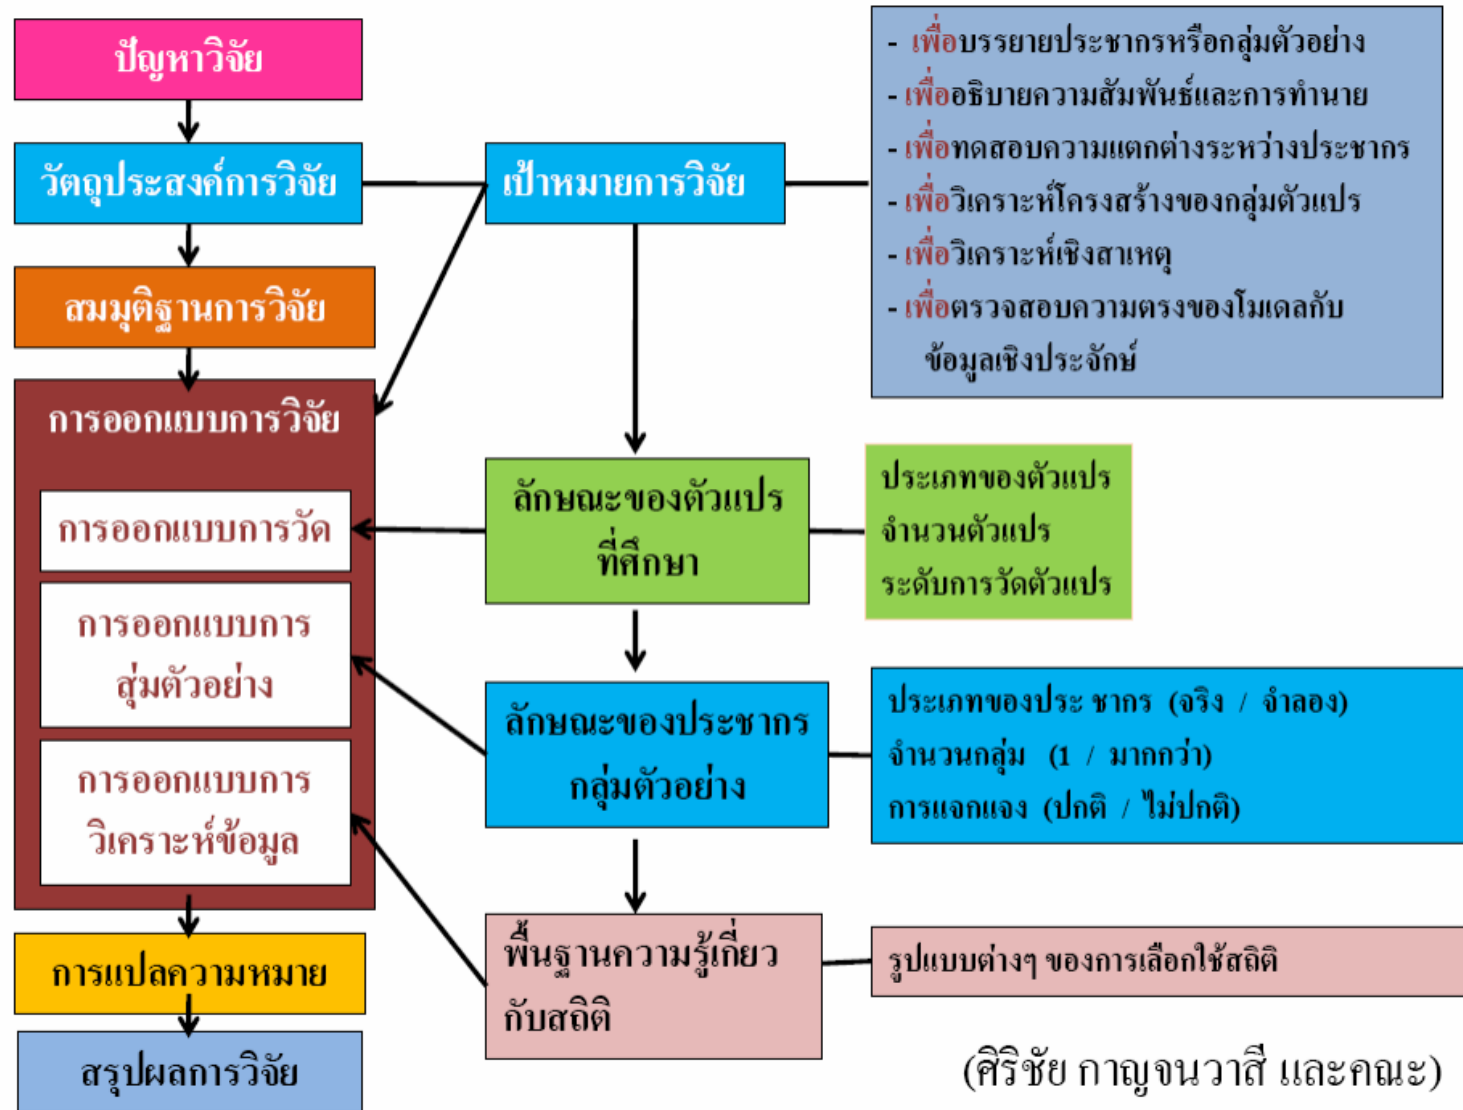 ปัญหาวิจัย
วัตถุประสงค์การวิจัย
สมมุติฐานการวิจัย
การออกแบบการวิจัย
การออกแบบการวัด
การออกแบบการ
สุ่มตัวอย่าง
การออกแบบการ
วิเคราะห์ข้อมูล
การแปลความหมาย
สรุปผลการวิจัย
เป้าหมายการวิจัย
- เพื่อบรรยายประชากรหรือกลุ่มตัวอย่าง
- เพื่ออธิบายความสัมพันธ์และการทำนาย
- เพื่อทดสอบความแตกต่างระหว่างประชากร
- เพื่อวิเคราะห์โครงสร้างของกลุ่มตัวแปร
- เพื่อวิเคราะห์เชิงสาเหตุ
- เพื่อตรวจสอบความตรงของโมเดลกับ
ข้อมูลเชิงประจักษ์
ลักษณะของตัวแปร
ที่ศึกษา
ประเภทของตัวแปร
จำนวนตัวแปร
ระดับการวัดตัวแปร
ลักษณะของประชากร
กลุ่มตัวอย่าง
ประเภทของประ ชากร (จริง / จำลอง)
จำนวนกลุ่ม (1 / มากกว่า)
การแจกแจง (ปกติ / ไม่ปกติ)
พื้นฐานความรู้เกี่ยว
กับสถิติ
รูปแบบต่างๆ ของการเลือกใช้สถิติ
(ศิริชัย กาญจนวาสี และคณะ)